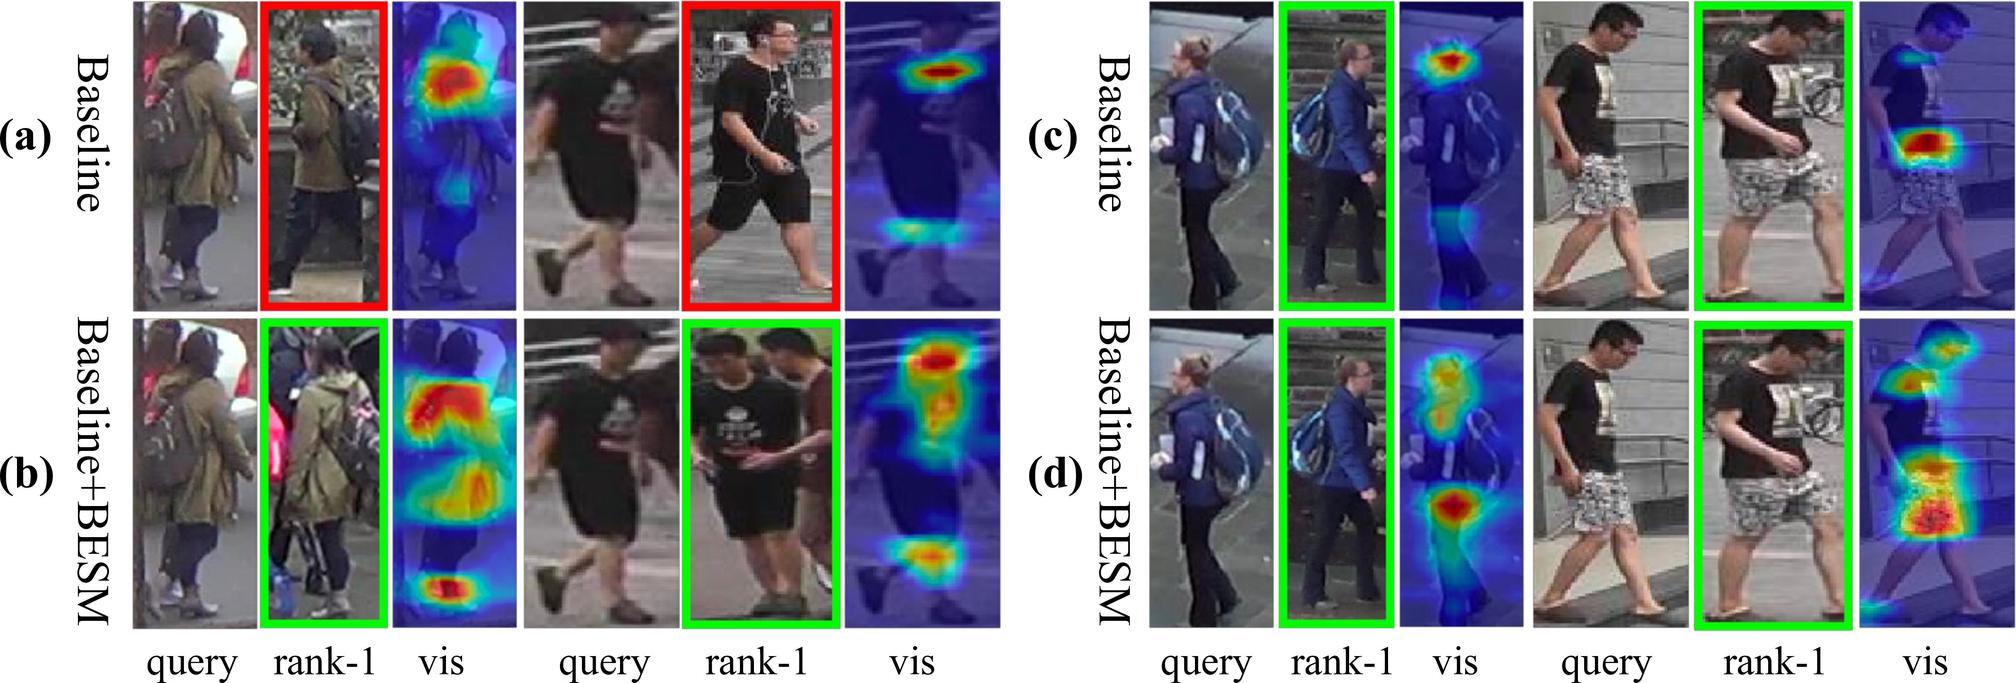 (a)
Baseline
(c)
Baseline
(b)
Baseline+BESM
(d)
Baseline+BESM
query rank-1 vis query rank-1 vis query rank-1 vis query rank-1 vis